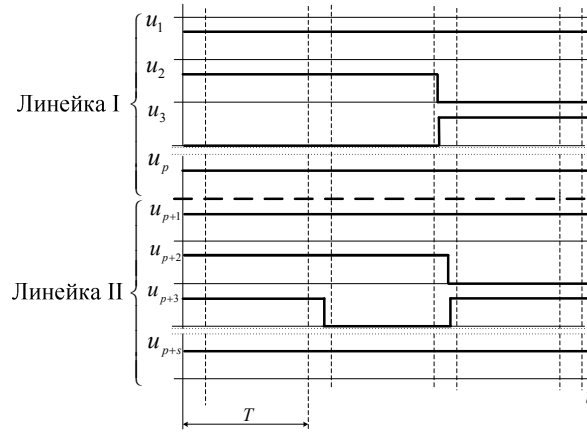 u₁
u₂
Линейка I
u₃
uₚ
uₚ₊₁
uₚ₊₂
Линейка II
uₚ₊₃
uₚ₊ₛ
T